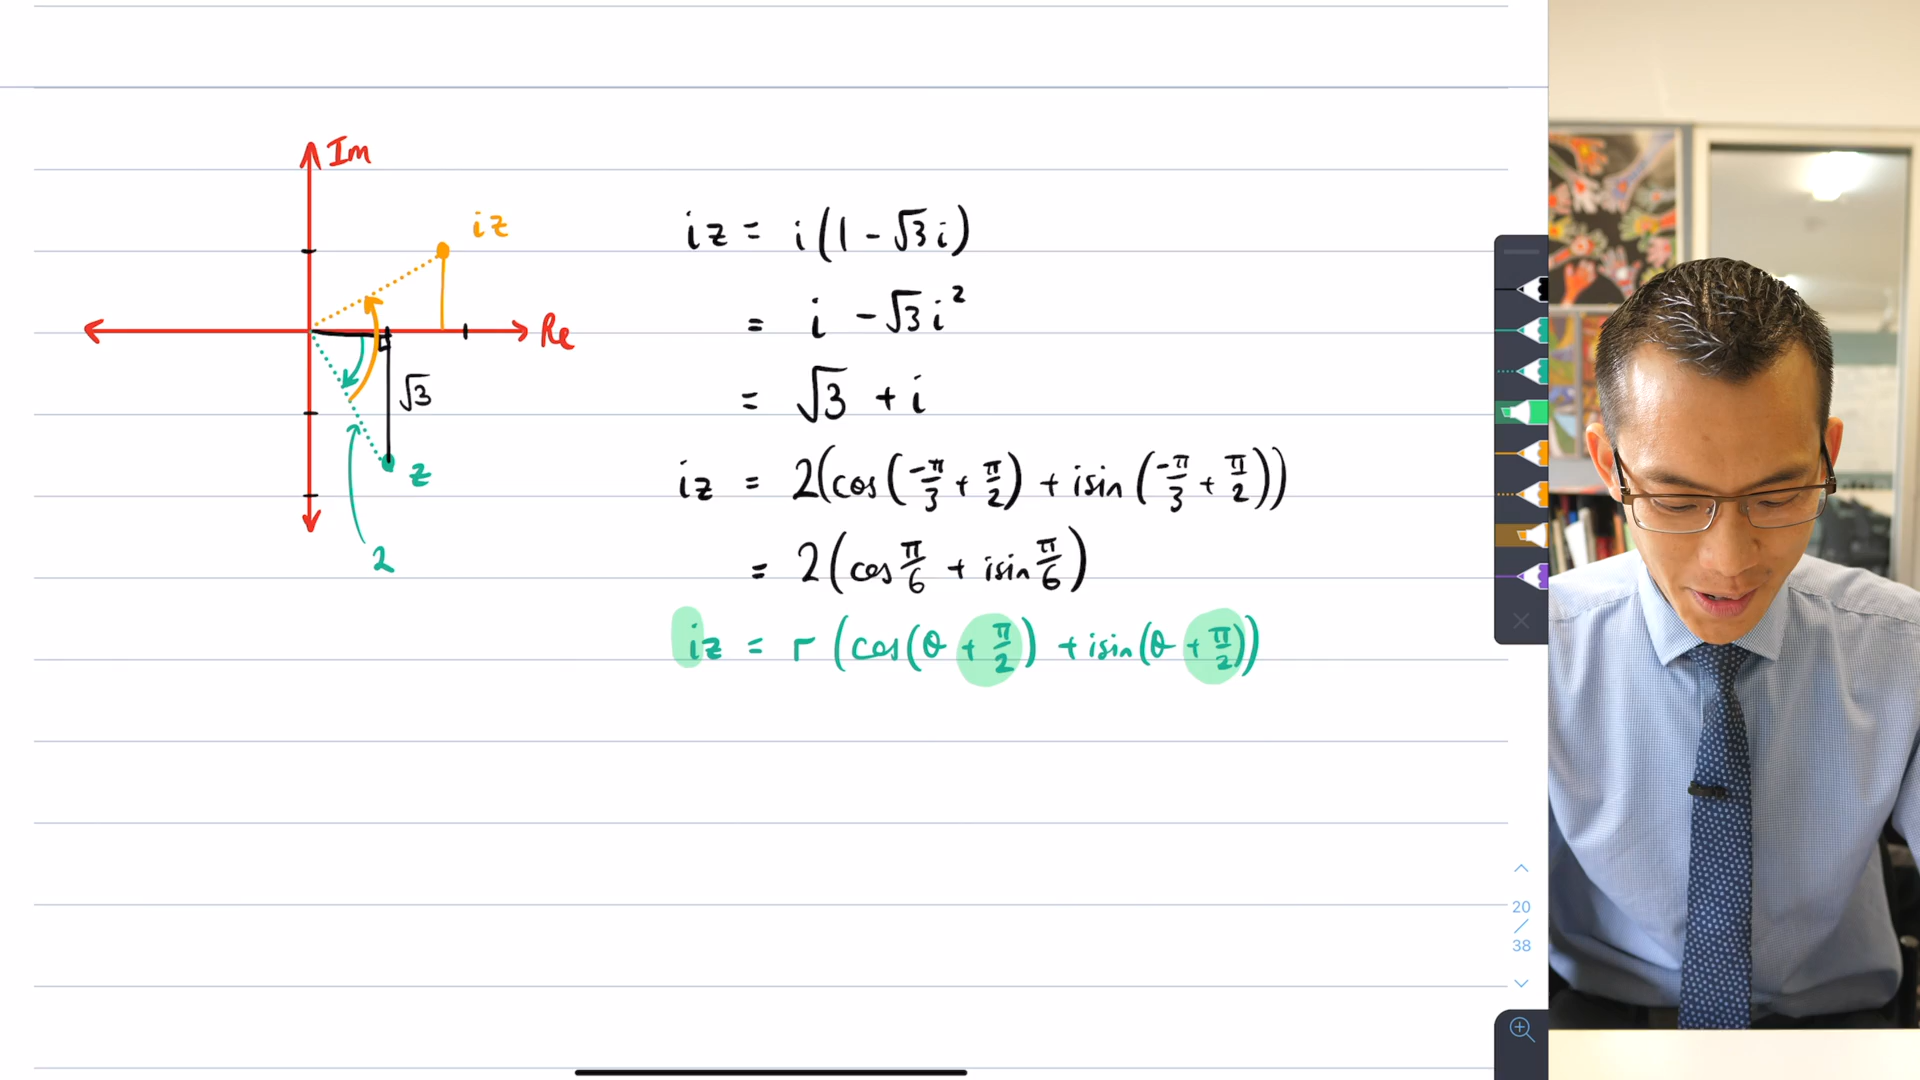 Im
iz
Re
√3
z
2
iz = i(1 - √3i)
= i - √3i²
= √3 + i
iz = 2(cos(-π/3 + π/2) + isin(-π/3 + π/2))
= 2(cos π/6 + isin π/6)
iz = r(cos(θ + π/2) + isin(θ + π/2))
20
/
38